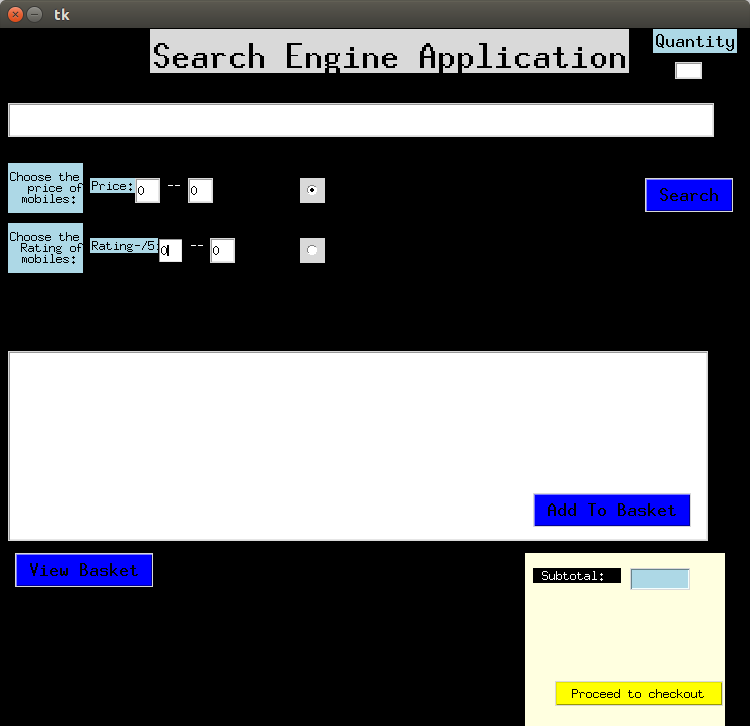 tk
Search Engine Application
Quantity
Choose the
price of
mobiles:
Price:
0
--
0
Search
Choose the
Rating of
mobiles:
Rating-/5:
0
--
0
Add To Basket
View Basket
Subtotal:
Proceed to checkout